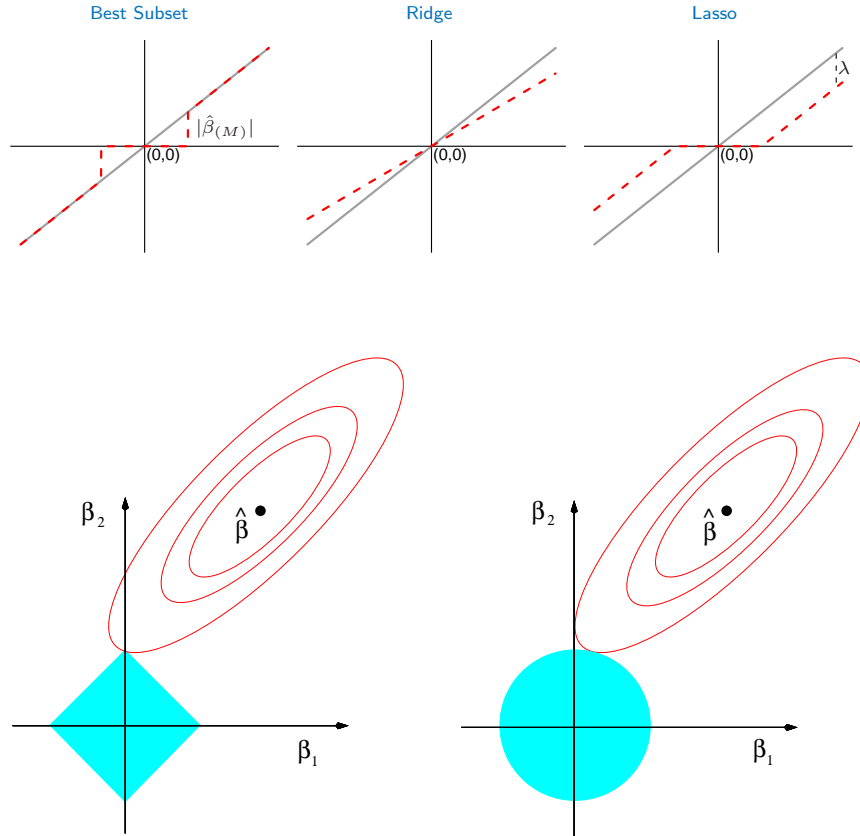 Best Subset
Ridge
Lasso
|β̂(M)|
(0,0)
(0,0)
λ
(0,0)
β2
β̂
β1
β2
β̂
β1